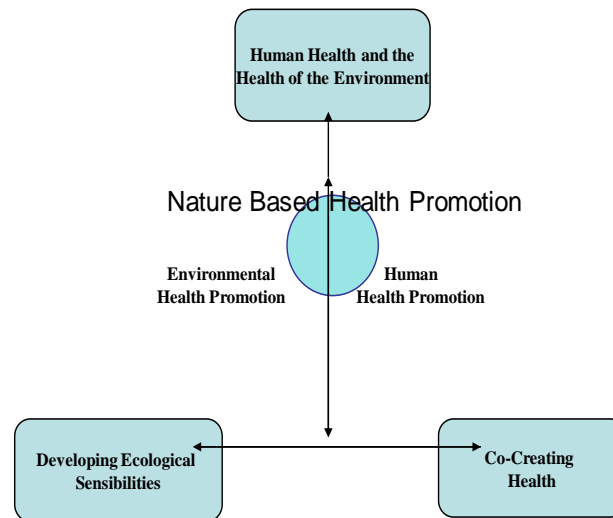 Human Health and the
Health of the Environment
Nature Based Health Promotion
Environmental
Health Promotion
Human
Health Promotion
Developing Ecological
Sensibilities
Co-Creating
Health